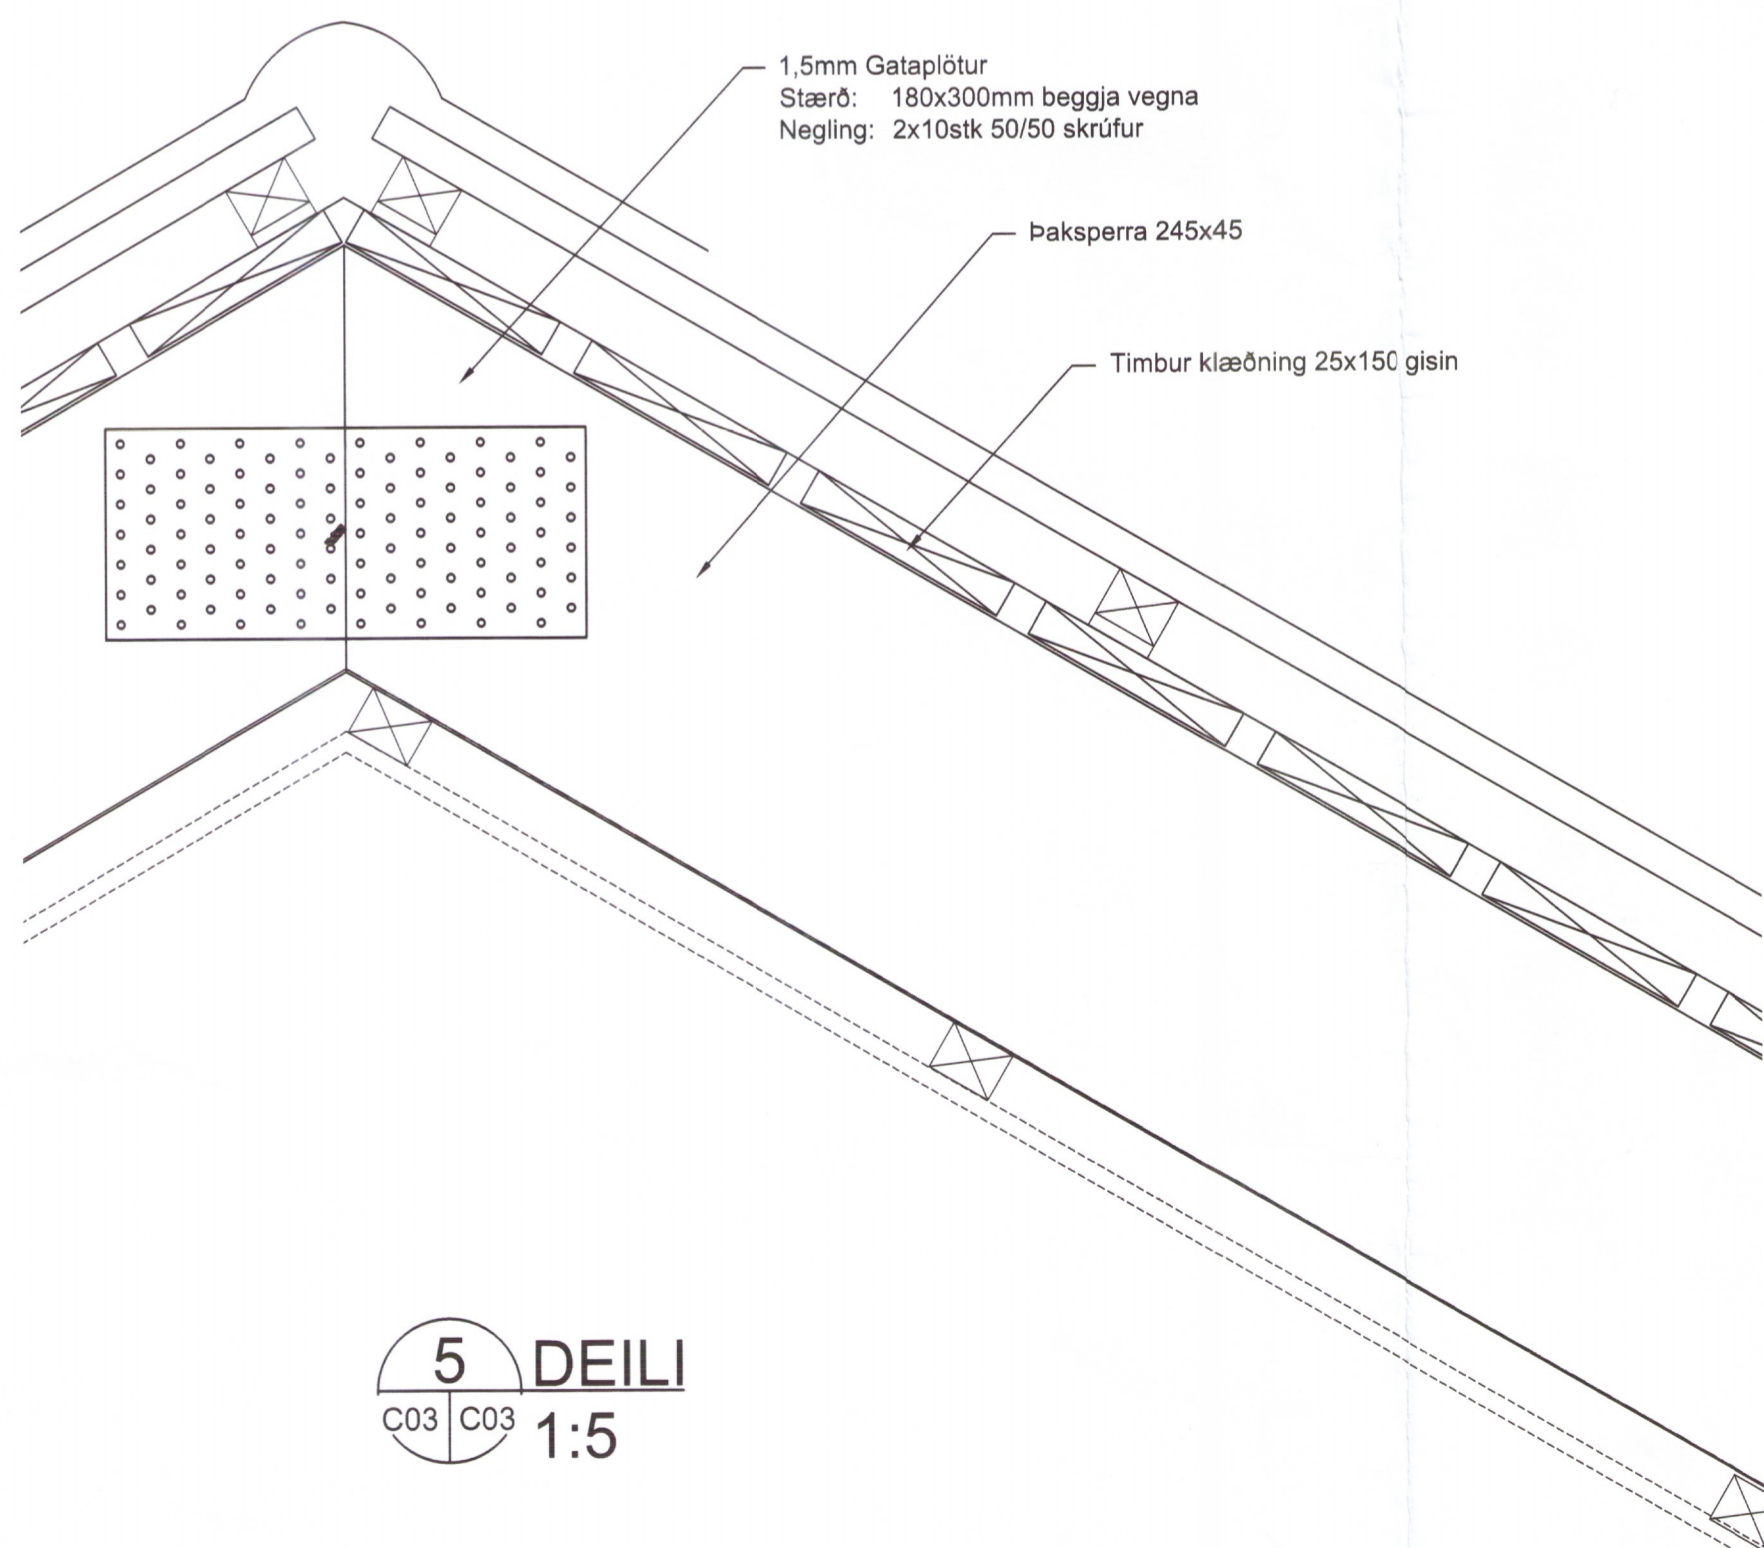 1,5mm Gataplötur
Stærð: 180x300mm beggja vegna
Negling: 2x10stk 50/50 skrúfur
Þaksperra 245x45
Timbur klæðning 25x150 gisin
5 DEILI
C03 C03 1:5